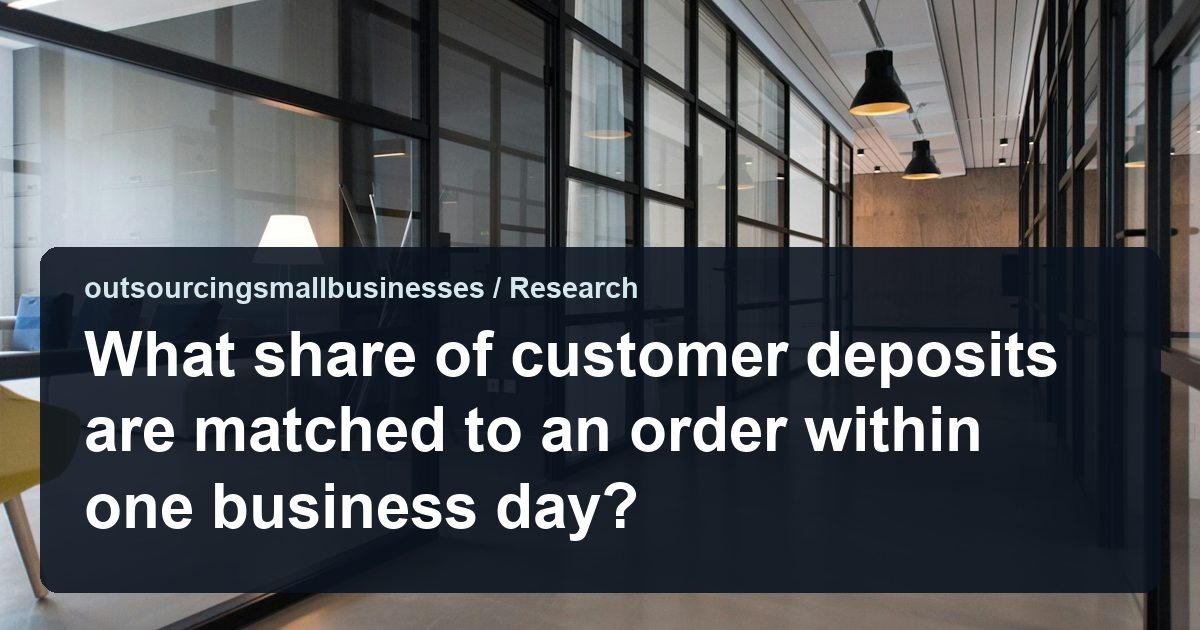 outsourcingsmallbusinesses / Research
What share of customer deposits
are matched to an order within
one business day?